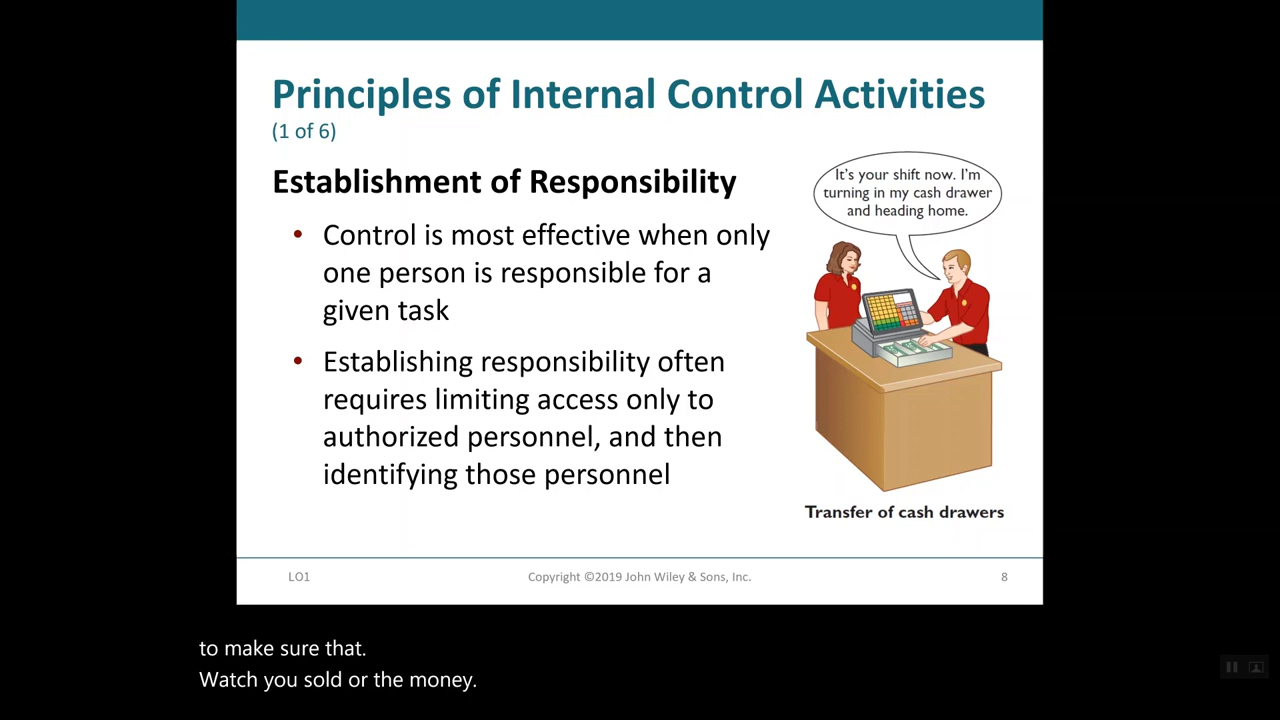 Principles of Internal Control Activities
(1 of 6)
Establishment of Responsibility
• Control is most effective when only
one person is responsible for a
given task
• Establishing responsibility often
requires limiting access only to
authorized personnel, and then
identifying those personnel
It's your shift now. I'm
turning in my cash drawer
and heading home.
Transfer of cash drawers
LO1
Copyright ©2019 John Wiley & Sons, Inc.
8
to make sure that.
Watch you sold or the money.